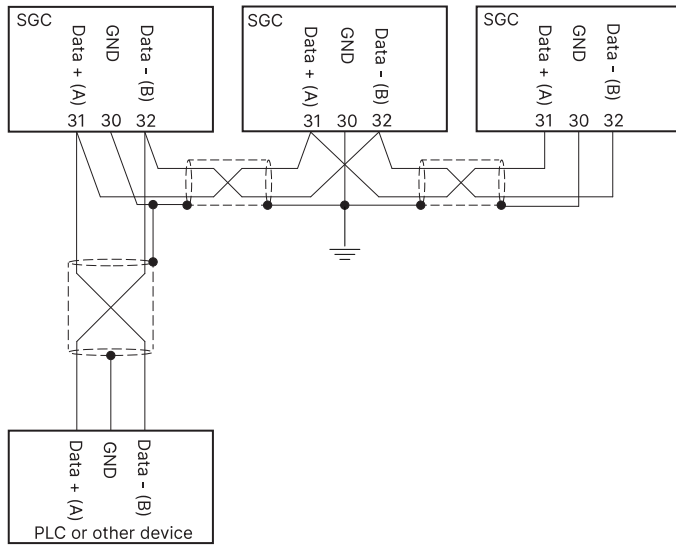 SGC
Data + (A)
GND
Data - (B)
31 30 32
SGC
Data + (A)
GND
Data - (B)
31 30 32
SGC
Data + (A)
GND
Data - (B)
31 30 32
Data + (A)
GND
Data - (B)
PLC or other device